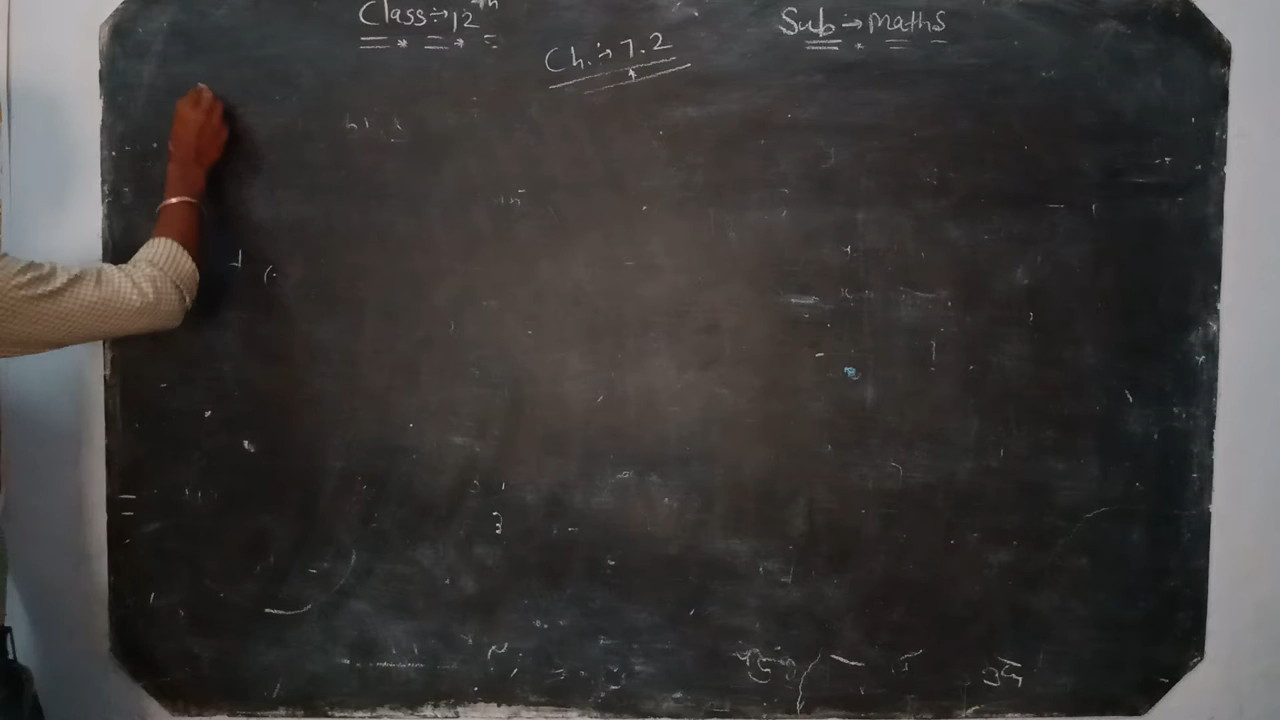 Class :→ 12th
Sub → Maths
Ch. :→ 7.2